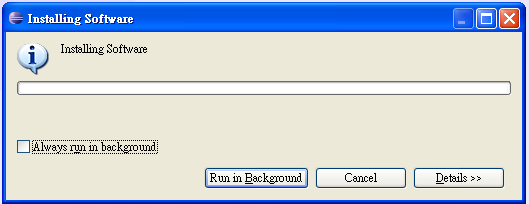 Installing Software
Installing Software
Always run in background
Run in Background
Cancel
Details >>